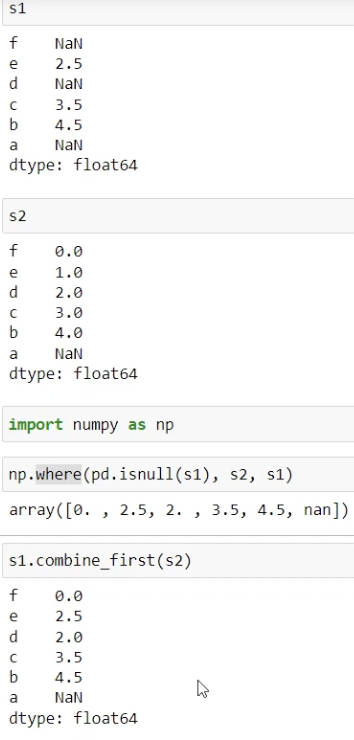 s1
f    NaN
e    2.5
d    NaN
c    3.5
b    4.5
a    NaN
dtype: float64
s2
f    0.0
e    1.0
d    2.0
c    3.0
b    4.0
a    NaN
dtype: float64
import numpy as np
np.where(pd.isnull(s1), s2, s1)
array([0. , 2.5, 2. , 3.5, 4.5, nan])
s1.combine_first(s2)
f    0.0
e    2.5
d    2.0
c    3.5
b    4.5
a    NaN
dtype: float64